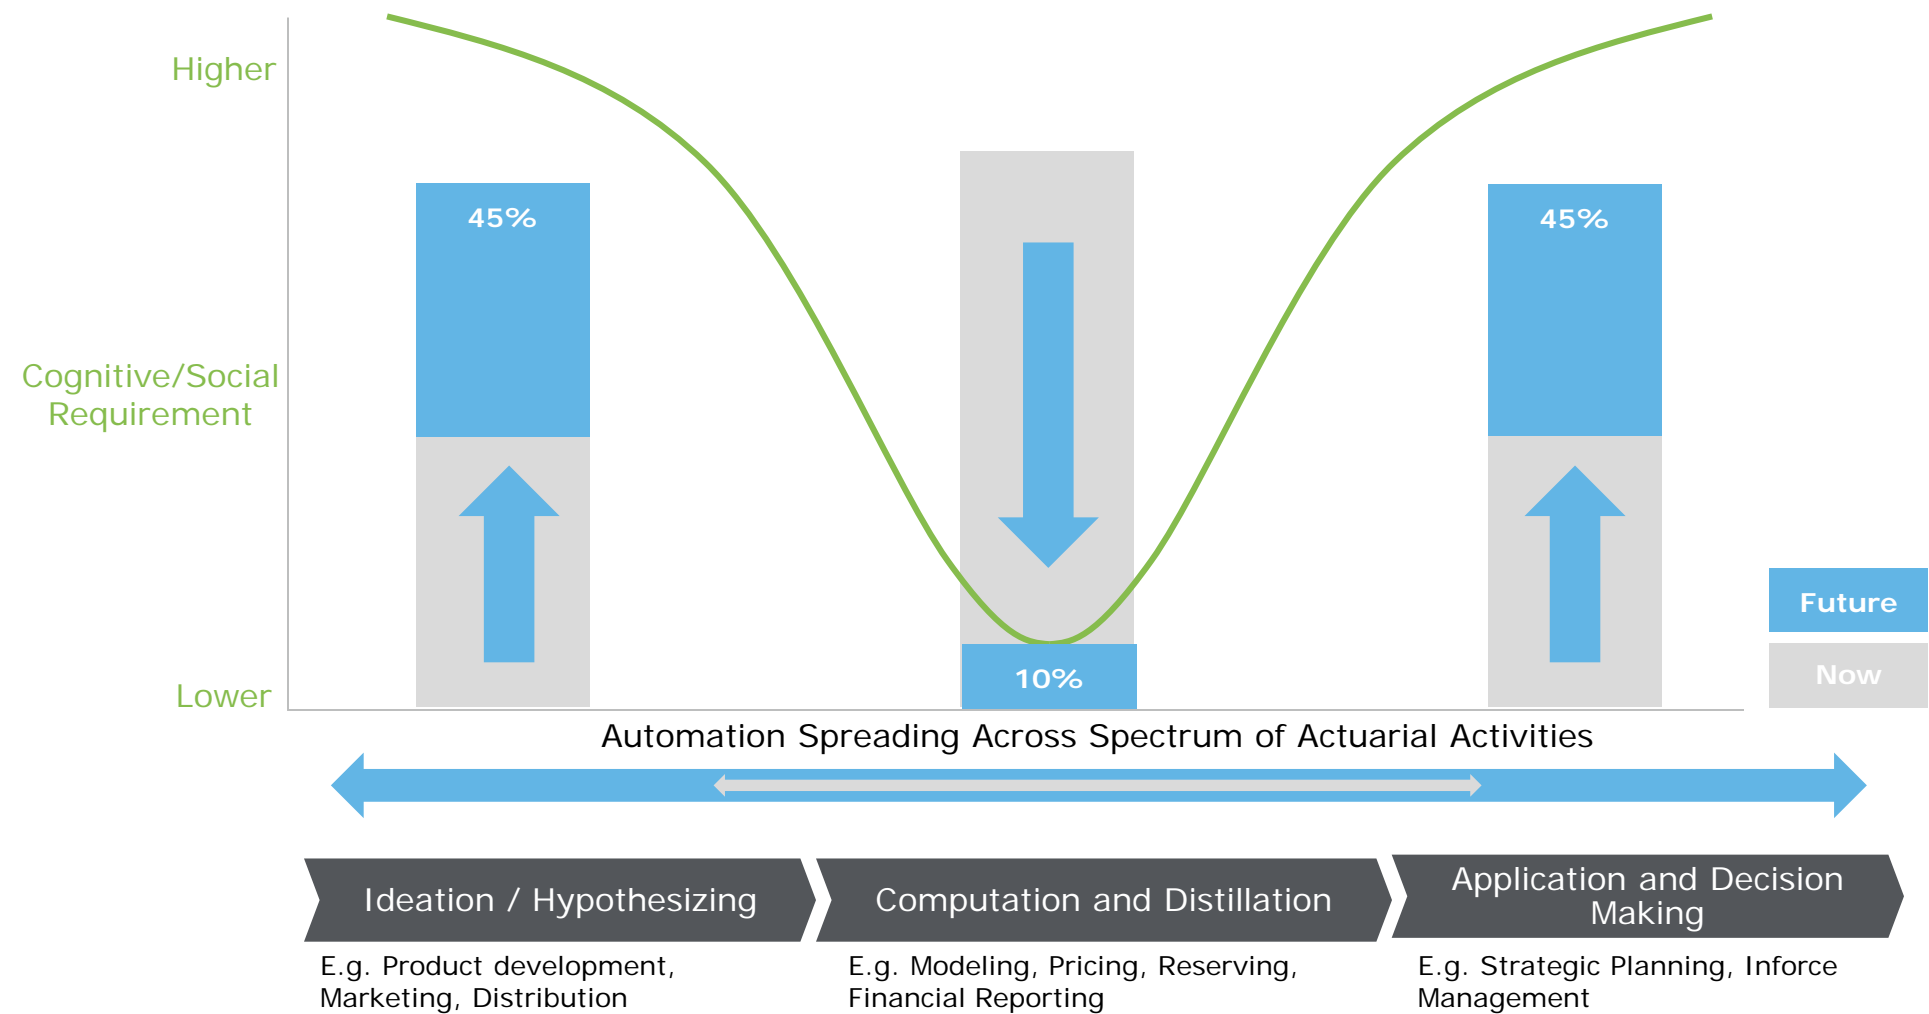 Higher
45%
45%
Cognitive/Social
Requirement
Future
10%
Now
Lower
Automation Spreading Across Spectrum of Actuarial Activities
Ideation / Hypothesizing
Computation and Distillation
Application and Decision
Making
E.g. Product development,
Marketing, Distribution
E.g. Modeling, Pricing, Reserving,
Financial Reporting
E.g. Strategic Planning, Inforce
Management